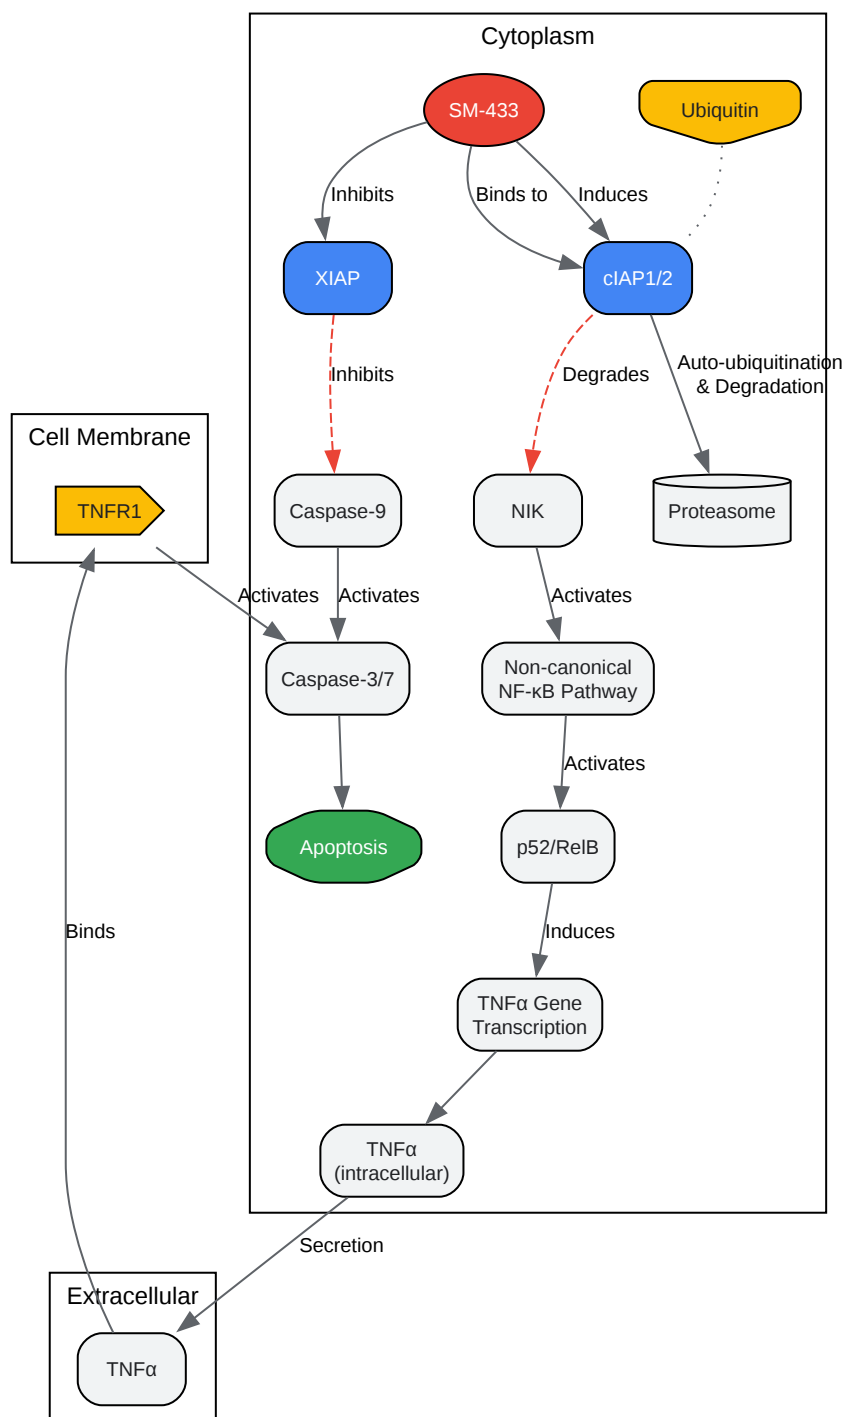 Cytoplasm
SM-433
Ubiquitin
Inhibits
Binds to
Induces
XIAP
cIAP1/2
Inhibits
Degrades
Auto-ubiquitination
& Degradation
Cell Membrane
TNFR1
Caspase-9
NIK
Proteasome
Activates
Activates
Activates
Caspase-3/7
Non-canonical
NF-κB Pathway
Activates
Apoptosis
p52/RelB
Binds
Induces
TNFα Gene
Transcription
TNFα
(intracellular)
Secretion
Extracellular
TNFα